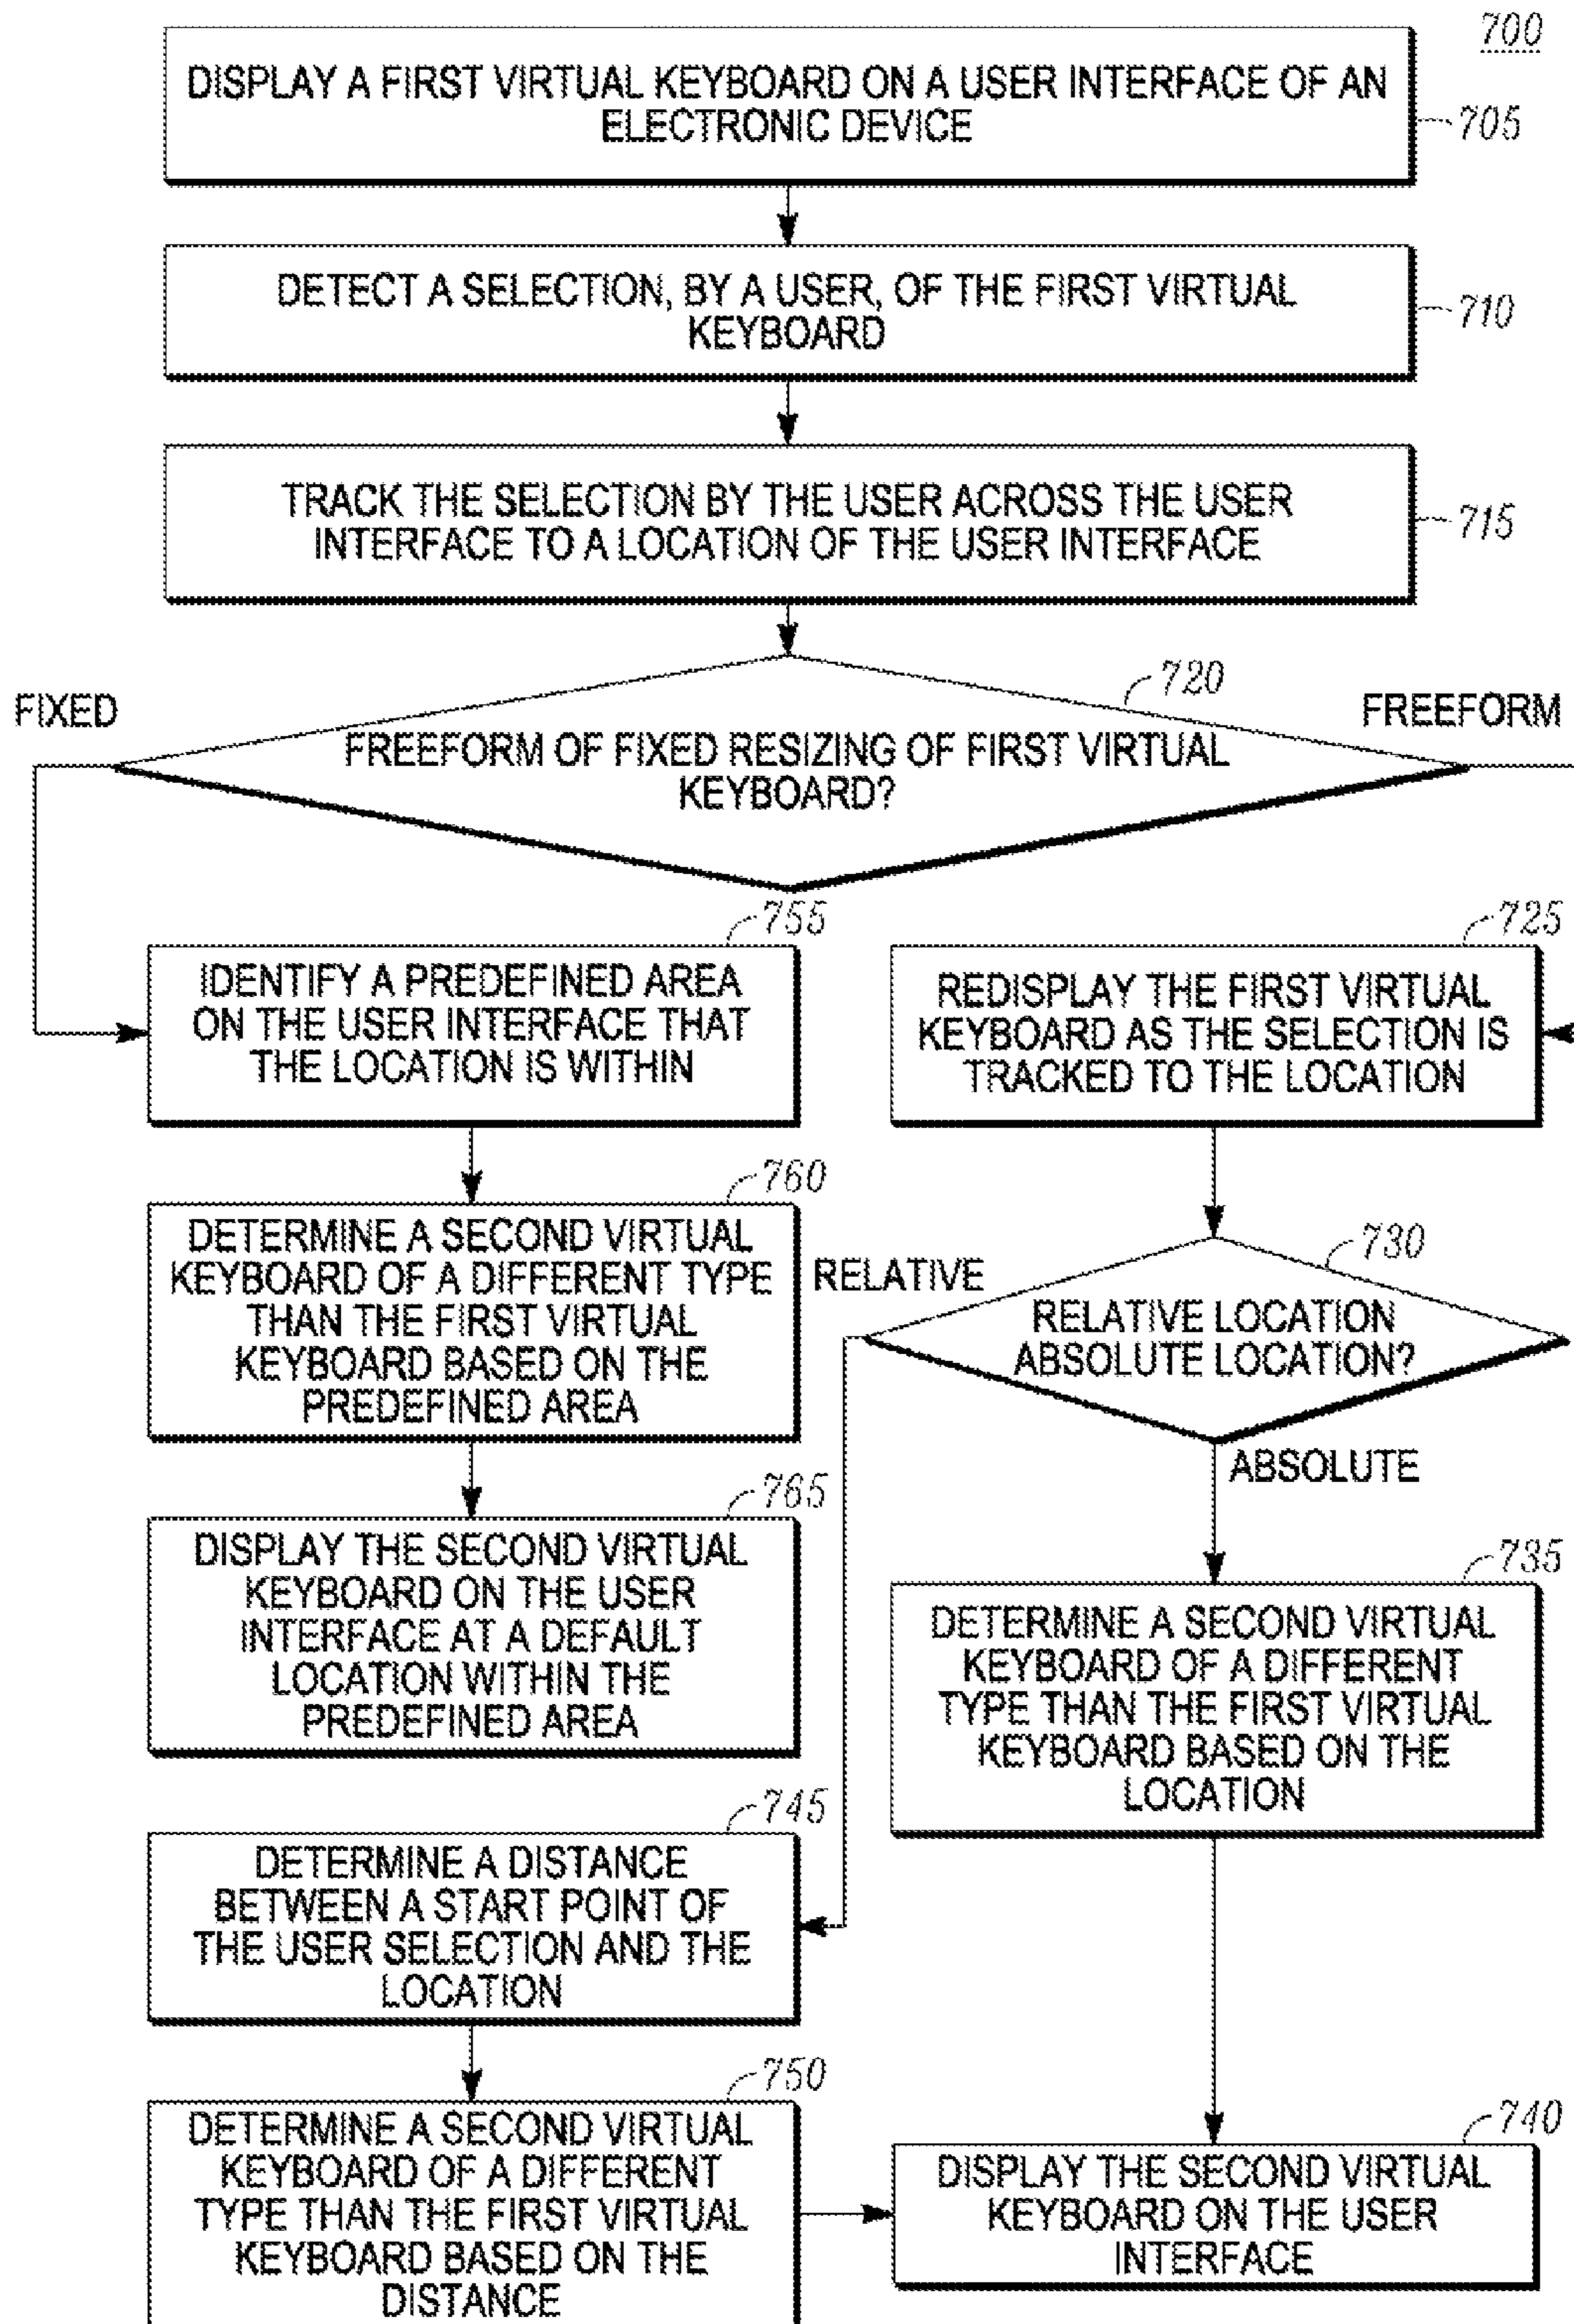 700
DISPLAY A FIRST VIRTUAL KEYBOARD ON A USER INTERFACE OF AN
ELECTRONIC DEVICE
705
DETECT A SELECTION, BY A USER, OF THE FIRST VIRTUAL
KEYBOARD
710
TRACK THE SELECTION BY THE USER ACROSS THE USER
INTERFACE TO A LOCATION OF THE USER INTERFACE
715
720
FIXED
FREEFORM
FREEFORM OF FIXED RESIZING OF FIRST VIRTUAL
KEYBOARD?
755
IDENTIFY A PREDEFINED AREA
ON THE USER INTERFACE THAT
THE LOCATION IS WITHIN
725
REDISPLAY THE FIRST VIRTUAL
KEYBOARD AS THE SELECTION IS
TRACKED TO THE LOCATION
760
DETERMINE A SECOND VIRTUAL
KEYBOARD OF A DIFFERENT TYPE
THAN THE FIRST VIRTUAL
KEYBOARD BASED ON THE
PREDEFINED AREA
730
RELATIVE
RELATIVE LOCATION
ABSOLUTE LOCATION?
ABSOLUTE
765
DISPLAY THE SECOND VIRTUAL
KEYBOARD ON THE USER
INTERFACE AT A DEFAULT
LOCATION WITHIN THE
PREDEFINED AREA
735
DETERMINE A SECOND VIRTUAL
KEYBOARD OF A DIFFERENT
TYPE THAN THE FIRST VIRTUAL
KEYBOARD BASED ON THE
LOCATION
745
DETERMINE A DISTANCE
BETWEEN A START POINT OF
THE USER SELECTION AND THE
LOCATION
750
DETERMINE A SECOND VIRTUAL
KEYBOARD OF A DIFFERENT
TYPE THAN THE FIRST VIRTUAL
KEYBOARD BASED ON THE
DISTANCE
740
DISPLAY THE SECOND VIRTUAL
KEYBOARD ON THE USER
INTERFACE